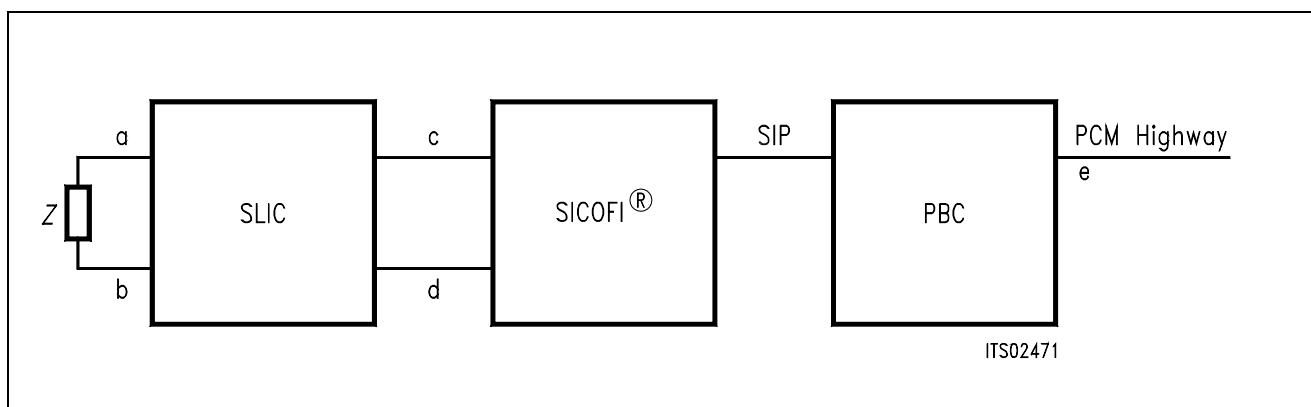 a
c
SIP
PCM Highway
e
Z
SLIC
SICOFI®
PBC
b
d
ITS02471